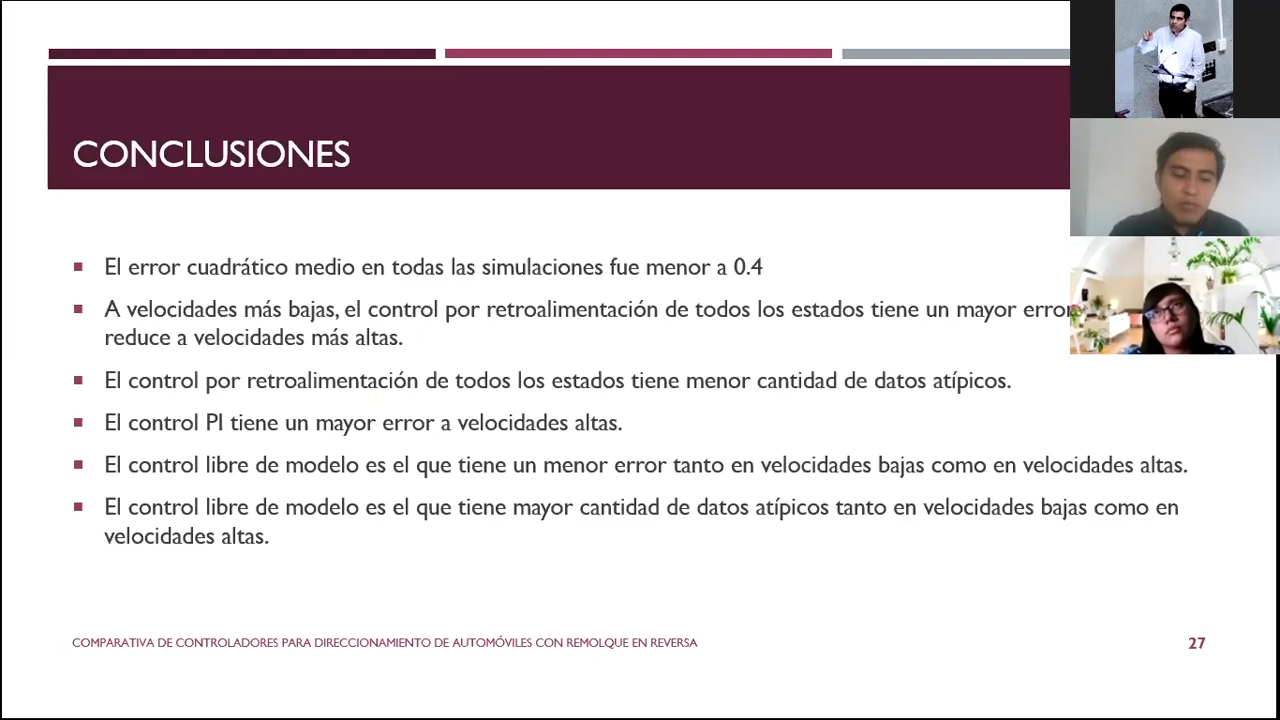 CONCLUSIONES
El error cuadrático medio en todas las simulaciones fue menor a 0.4
A velocidades más bajas, el control por retroalimentación de todos los estados tiene un mayor error
reduce a velocidades más altas.
El control por retroalimentación de todos los estados tiene menor cantidad de datos atípicos.
El control PI tiene un mayor error a velocidades altas.
El control libre de modelo es el que tiene un menor error tanto en velocidades bajas como en velocidades altas.
El control libre de modelo es el que tiene mayor cantidad de datos atípicos tanto en velocidades bajas como en
velocidades altas.
COMPARATIVA DE CONTROLADORES PARA DIRECCIONAMIENTO DE AUTOMÓVILES CON REMOLQUE EN REVERSA
27